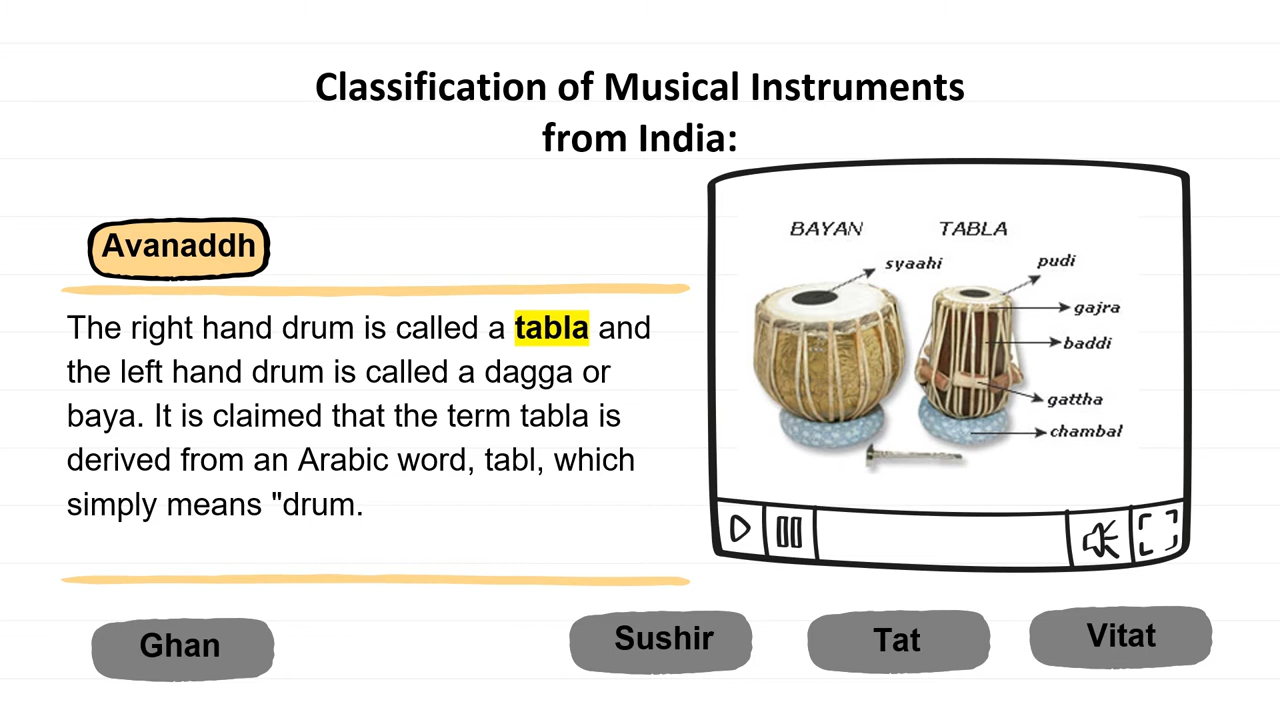 Classification of Musical Instruments
from India:
Avanaddh
The right hand drum is called a tabla and
the left hand drum is called a dagga or
baya. It is claimed that the term tabla is
derived from an Arabic word, tabl, which
simply means "drum.
BAYAN TABLA
syaahi
pudi
gajra
baddi
gattha
chambal
Ghan
Sushir
Tat
Vitat